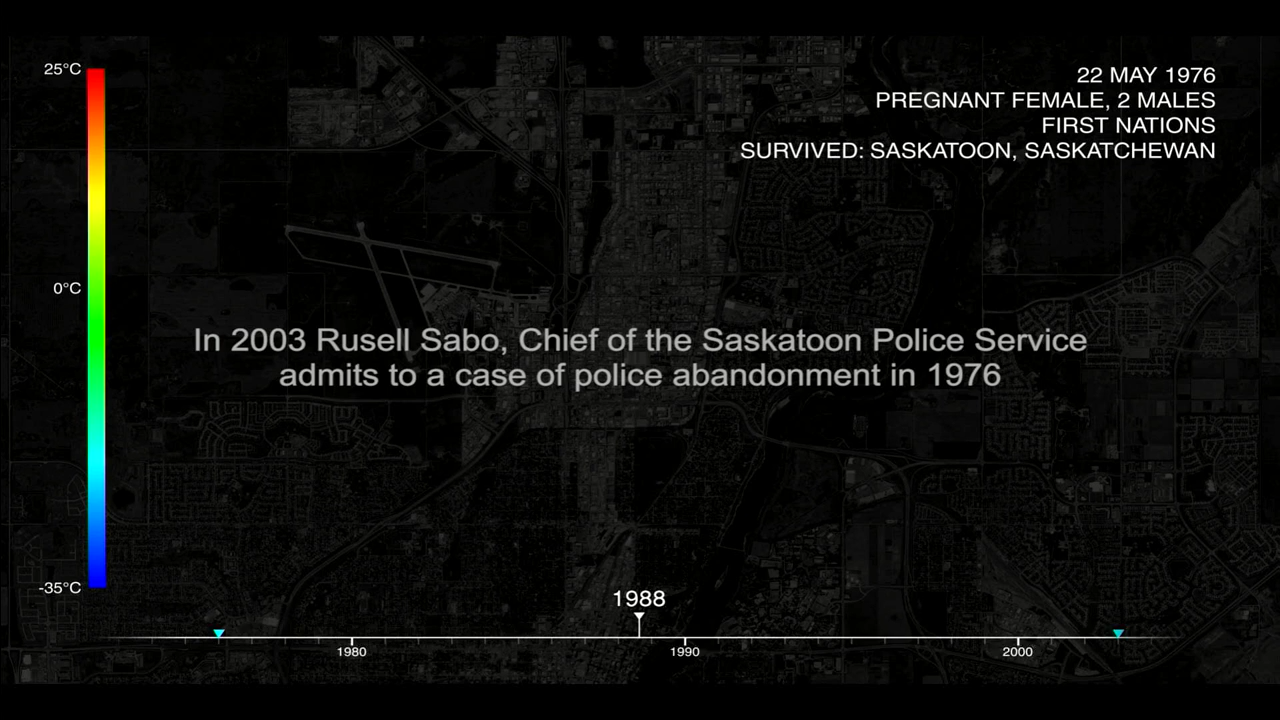 25°C
22 MAY 1976
PREGNANT FEMALE, 2 MALES
FIRST NATIONS
SURVIVED: SASKATOON, SASKATCHEWAN
0°C
In 2003 Rusell Sabo, Chief of the Saskatoon Police Service
admits to a case of police abandonment in 1976
-35°C
1988
1980
1990
2000